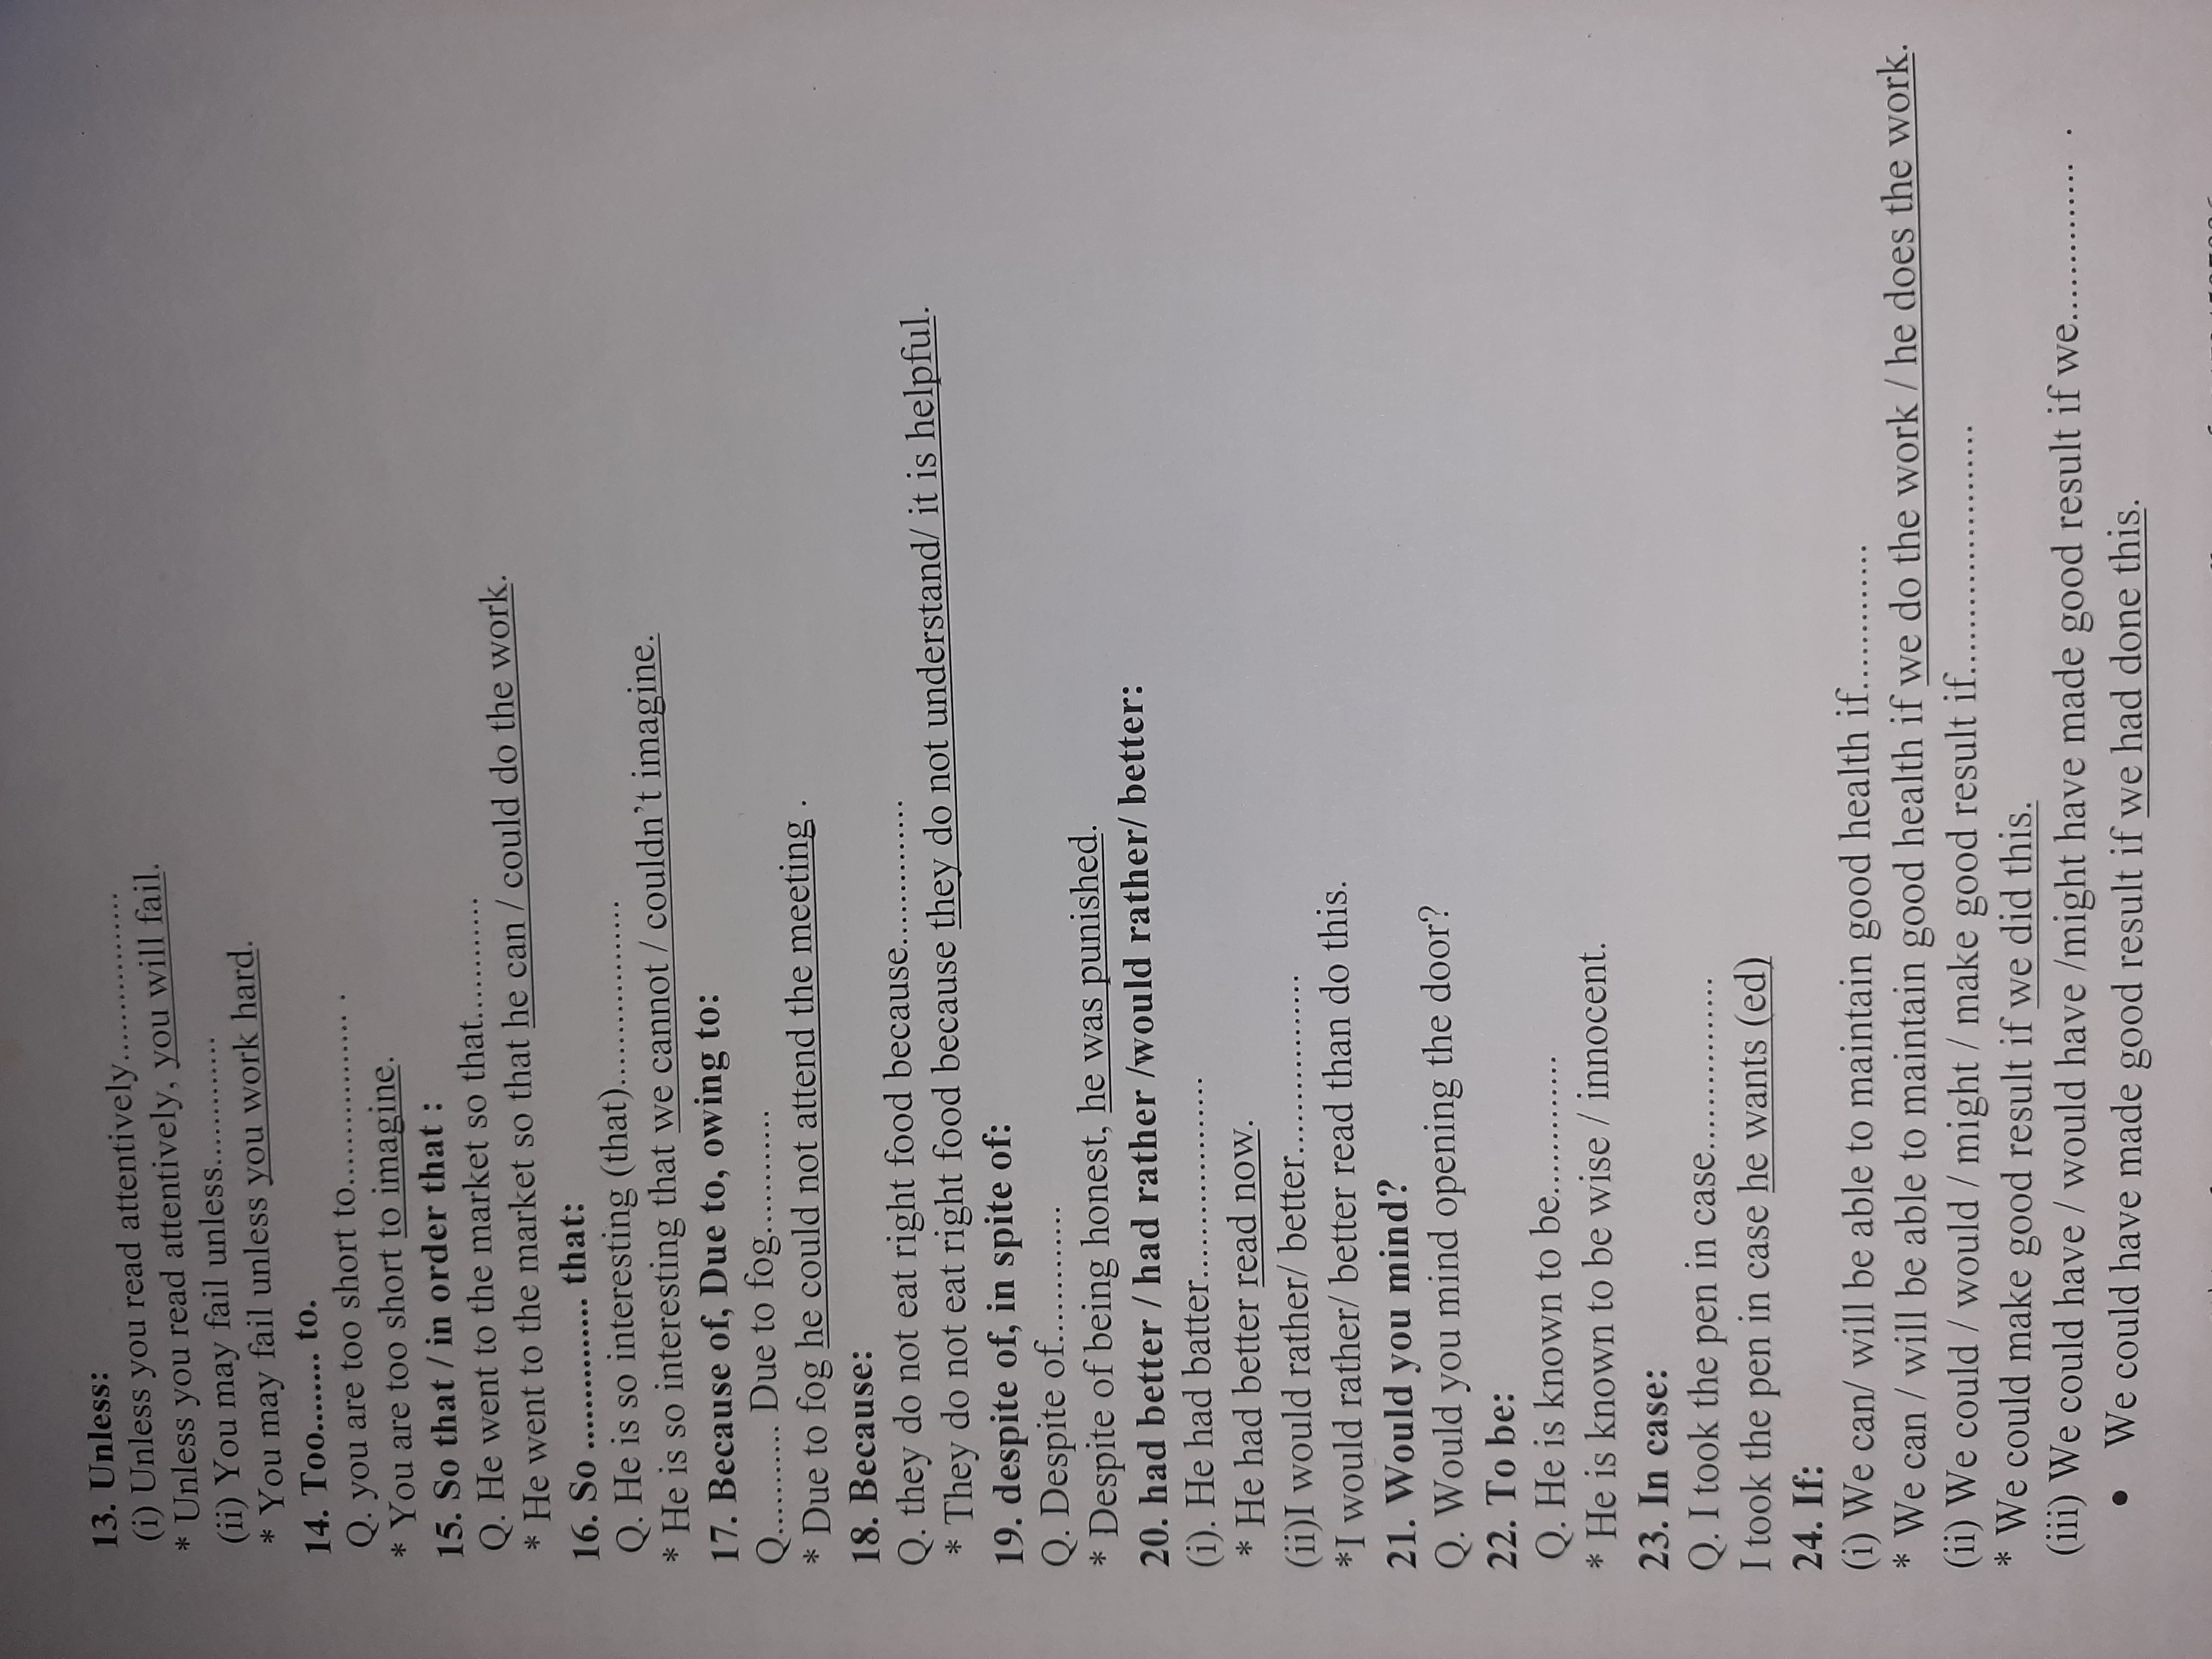 13. Unless:
(i) Unless you read attentively.................
* Unless you read attentively, you will fail.
(ii) You may fail unless.............
* You may fail unless you work hard.
14. Too........ to.
Q. you are too short to................. .
* You are too short to imagine.
15. So that / in order that :
Q. He went to the market so that............
* He went to the market so that he can / could do the work.
16. So ............... that:
Q. He is so interesting (that)..................
* He is so interesting that we cannot / couldn’t imagine.
17. Because of, Due to, owing to:
Q........... Due to fog............
* Due to fog he could not attend the meeting .
18. Because:
Q. they do not eat right food because..............
* They do not eat right food because they do not understand/ it is helpful.
19. despite of, in spite of:
Q. Despite of.............
* Despite of being honest, he was punished.
20. had better / had rather /would rather/ better:
(i). He had batter...................
* He had better read now.
(ii)I would rather/ better.................
*I would rather/ better read than do this.
21. Would you mind?
Q. Would you mind opening the door?
22. To be:
Q. He is known to be.............
* He is known to be wise / innocent.
23. In case:
Q. I took the pen in case................
I took the pen in case he wants (ed)
24. If:
(i) We can/ will be able to maintain good health if.............
* We can / will be able to maintain good health if we do the work / he does the work.
(ii) We could / would / might / make good result if.......................
* We could make good result if we did this.
(iii) We could have / would have /might have made good result if we............... .
• We could have made good result if we had done this.